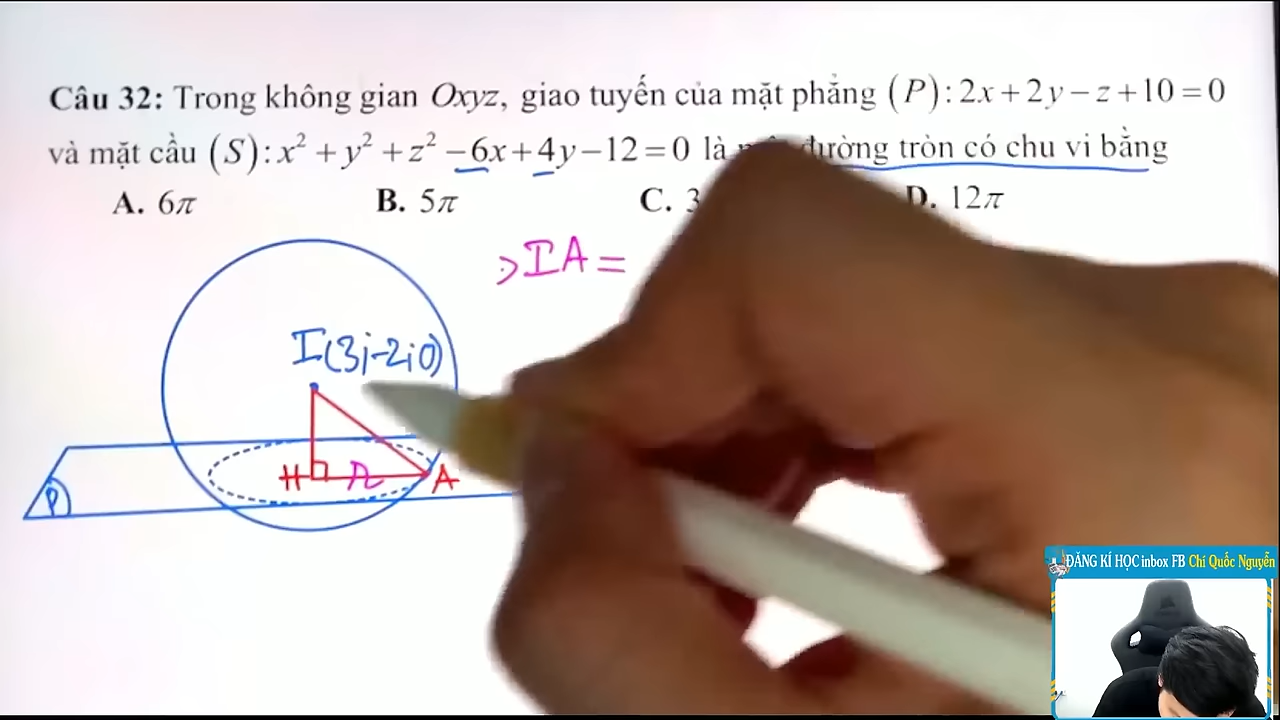 Câu 32: Trong không gian Oxyz, giao tuyến của mặt phẳng (P): 2x + 2y − z + 10 = 0
và mặt cầu (S): x² + y² + z² − 6x + 4y − 12 = 0 là đường tròn có chu vi bằng
A. 6π B. 5π C. 3 D. 12π
IA =
I(3;-2;0)
H r A
P
ĐĂNG KÍ HỌC inbox FB Chí Quốc Nguyễn